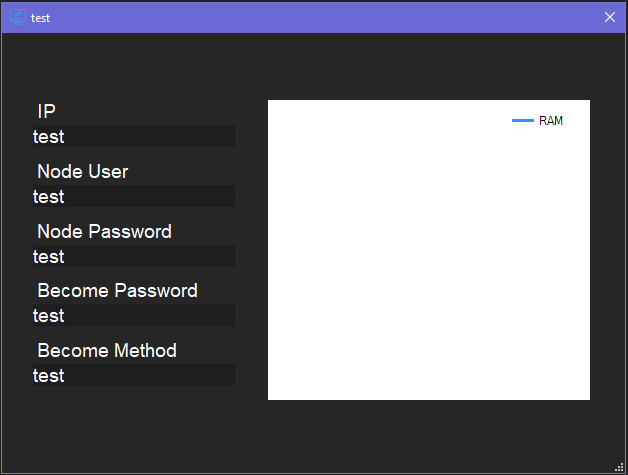 test
IP
test
Node User
test
Node Password
test
Become Password
test
Become Method
test
RAM